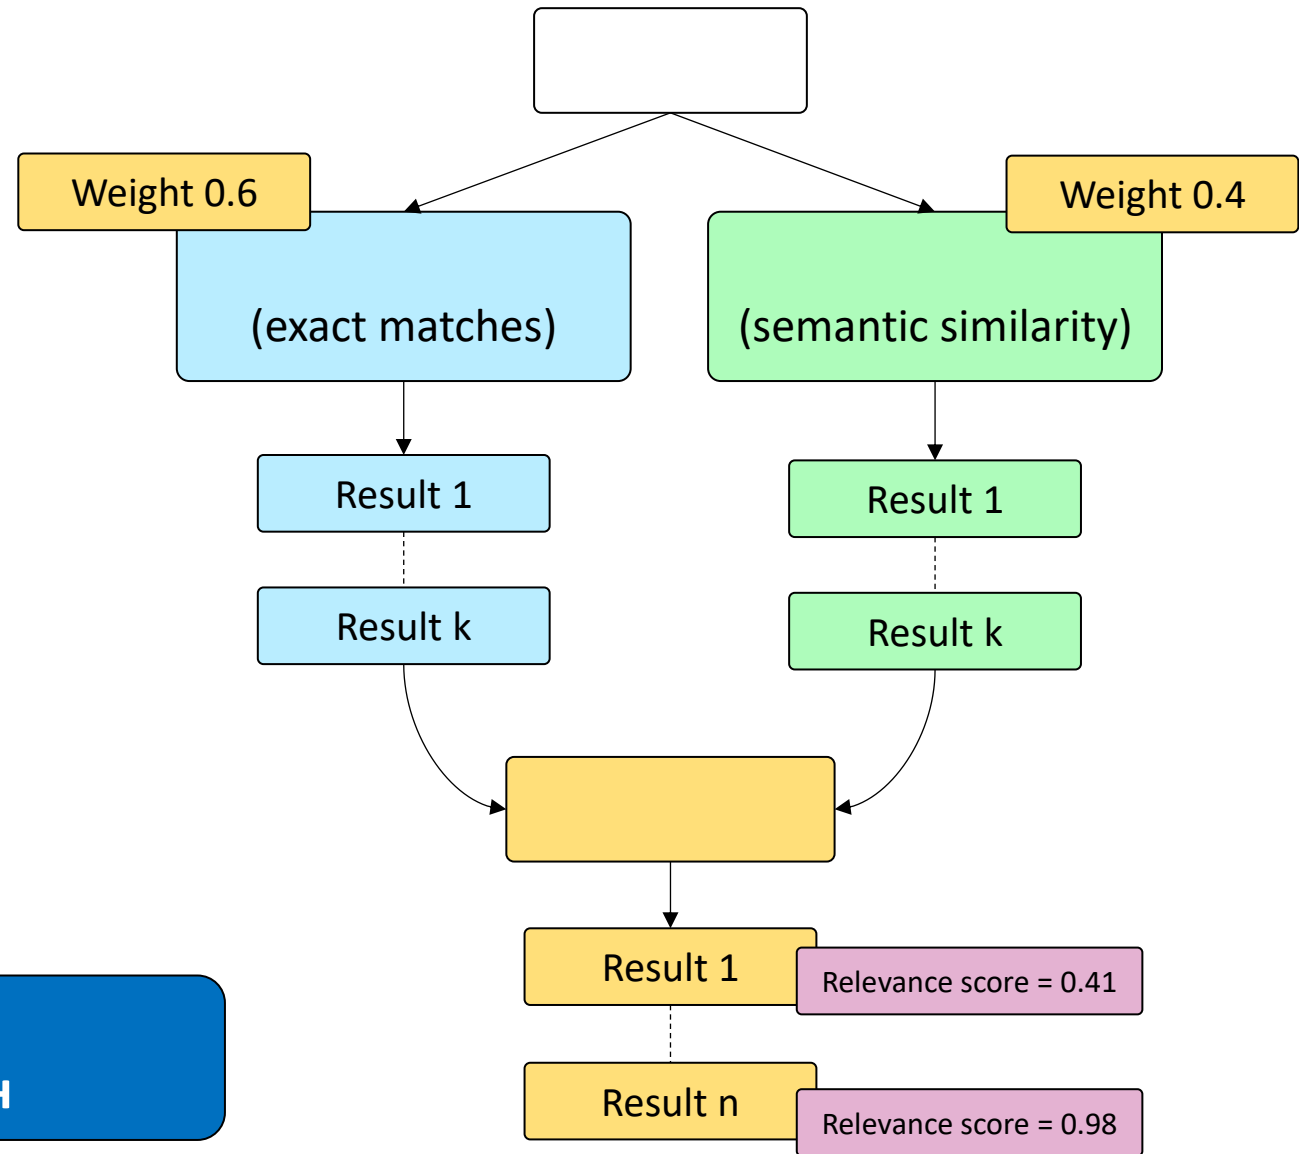 Weight 0.6
Weight 0.4
(exact matches)
(semantic similarity)
Result 1
Result 1
Result k
Result k
Result 1
Relevance score = 0.41
Result n
Relevance score = 0.98